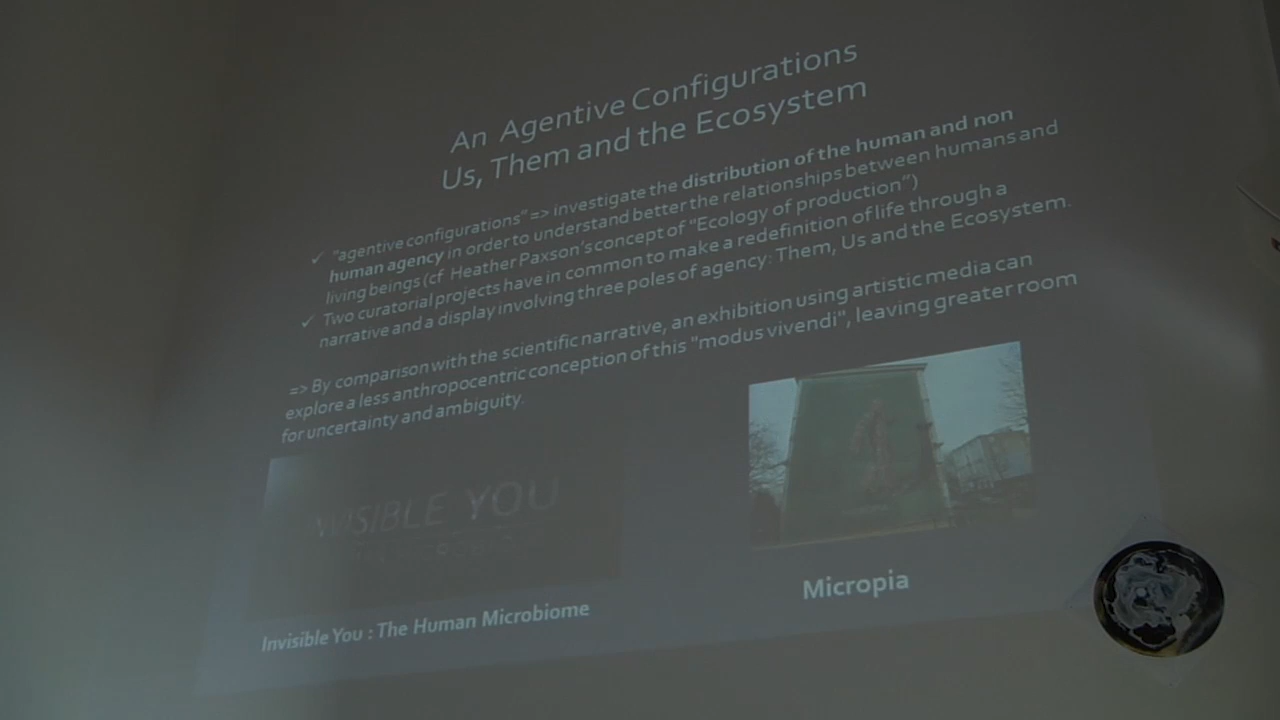 An Agentive Configurations
Us, Them and the Ecosystem
✓ "agentive configurations" => investigate the distribution of the human and non
human agency in order to understand better the relationships between humans and
living beings (cf Heather Paxson's concept of "Ecology of production")
✓ Two curatorial projects have in common to make a redefinition of life through a
narrative and a display involving three poles of agency: Them, Us and the Ecosystem.
=> By comparison with the scientific narrative, an exhibition using artistic media can
explore a less anthropocentric conception of this "modus vivendi", leaving greater room
for uncertainty and ambiguity.
INVISIBLE YOU
Invisible You : The Human Microbiome
Micropia